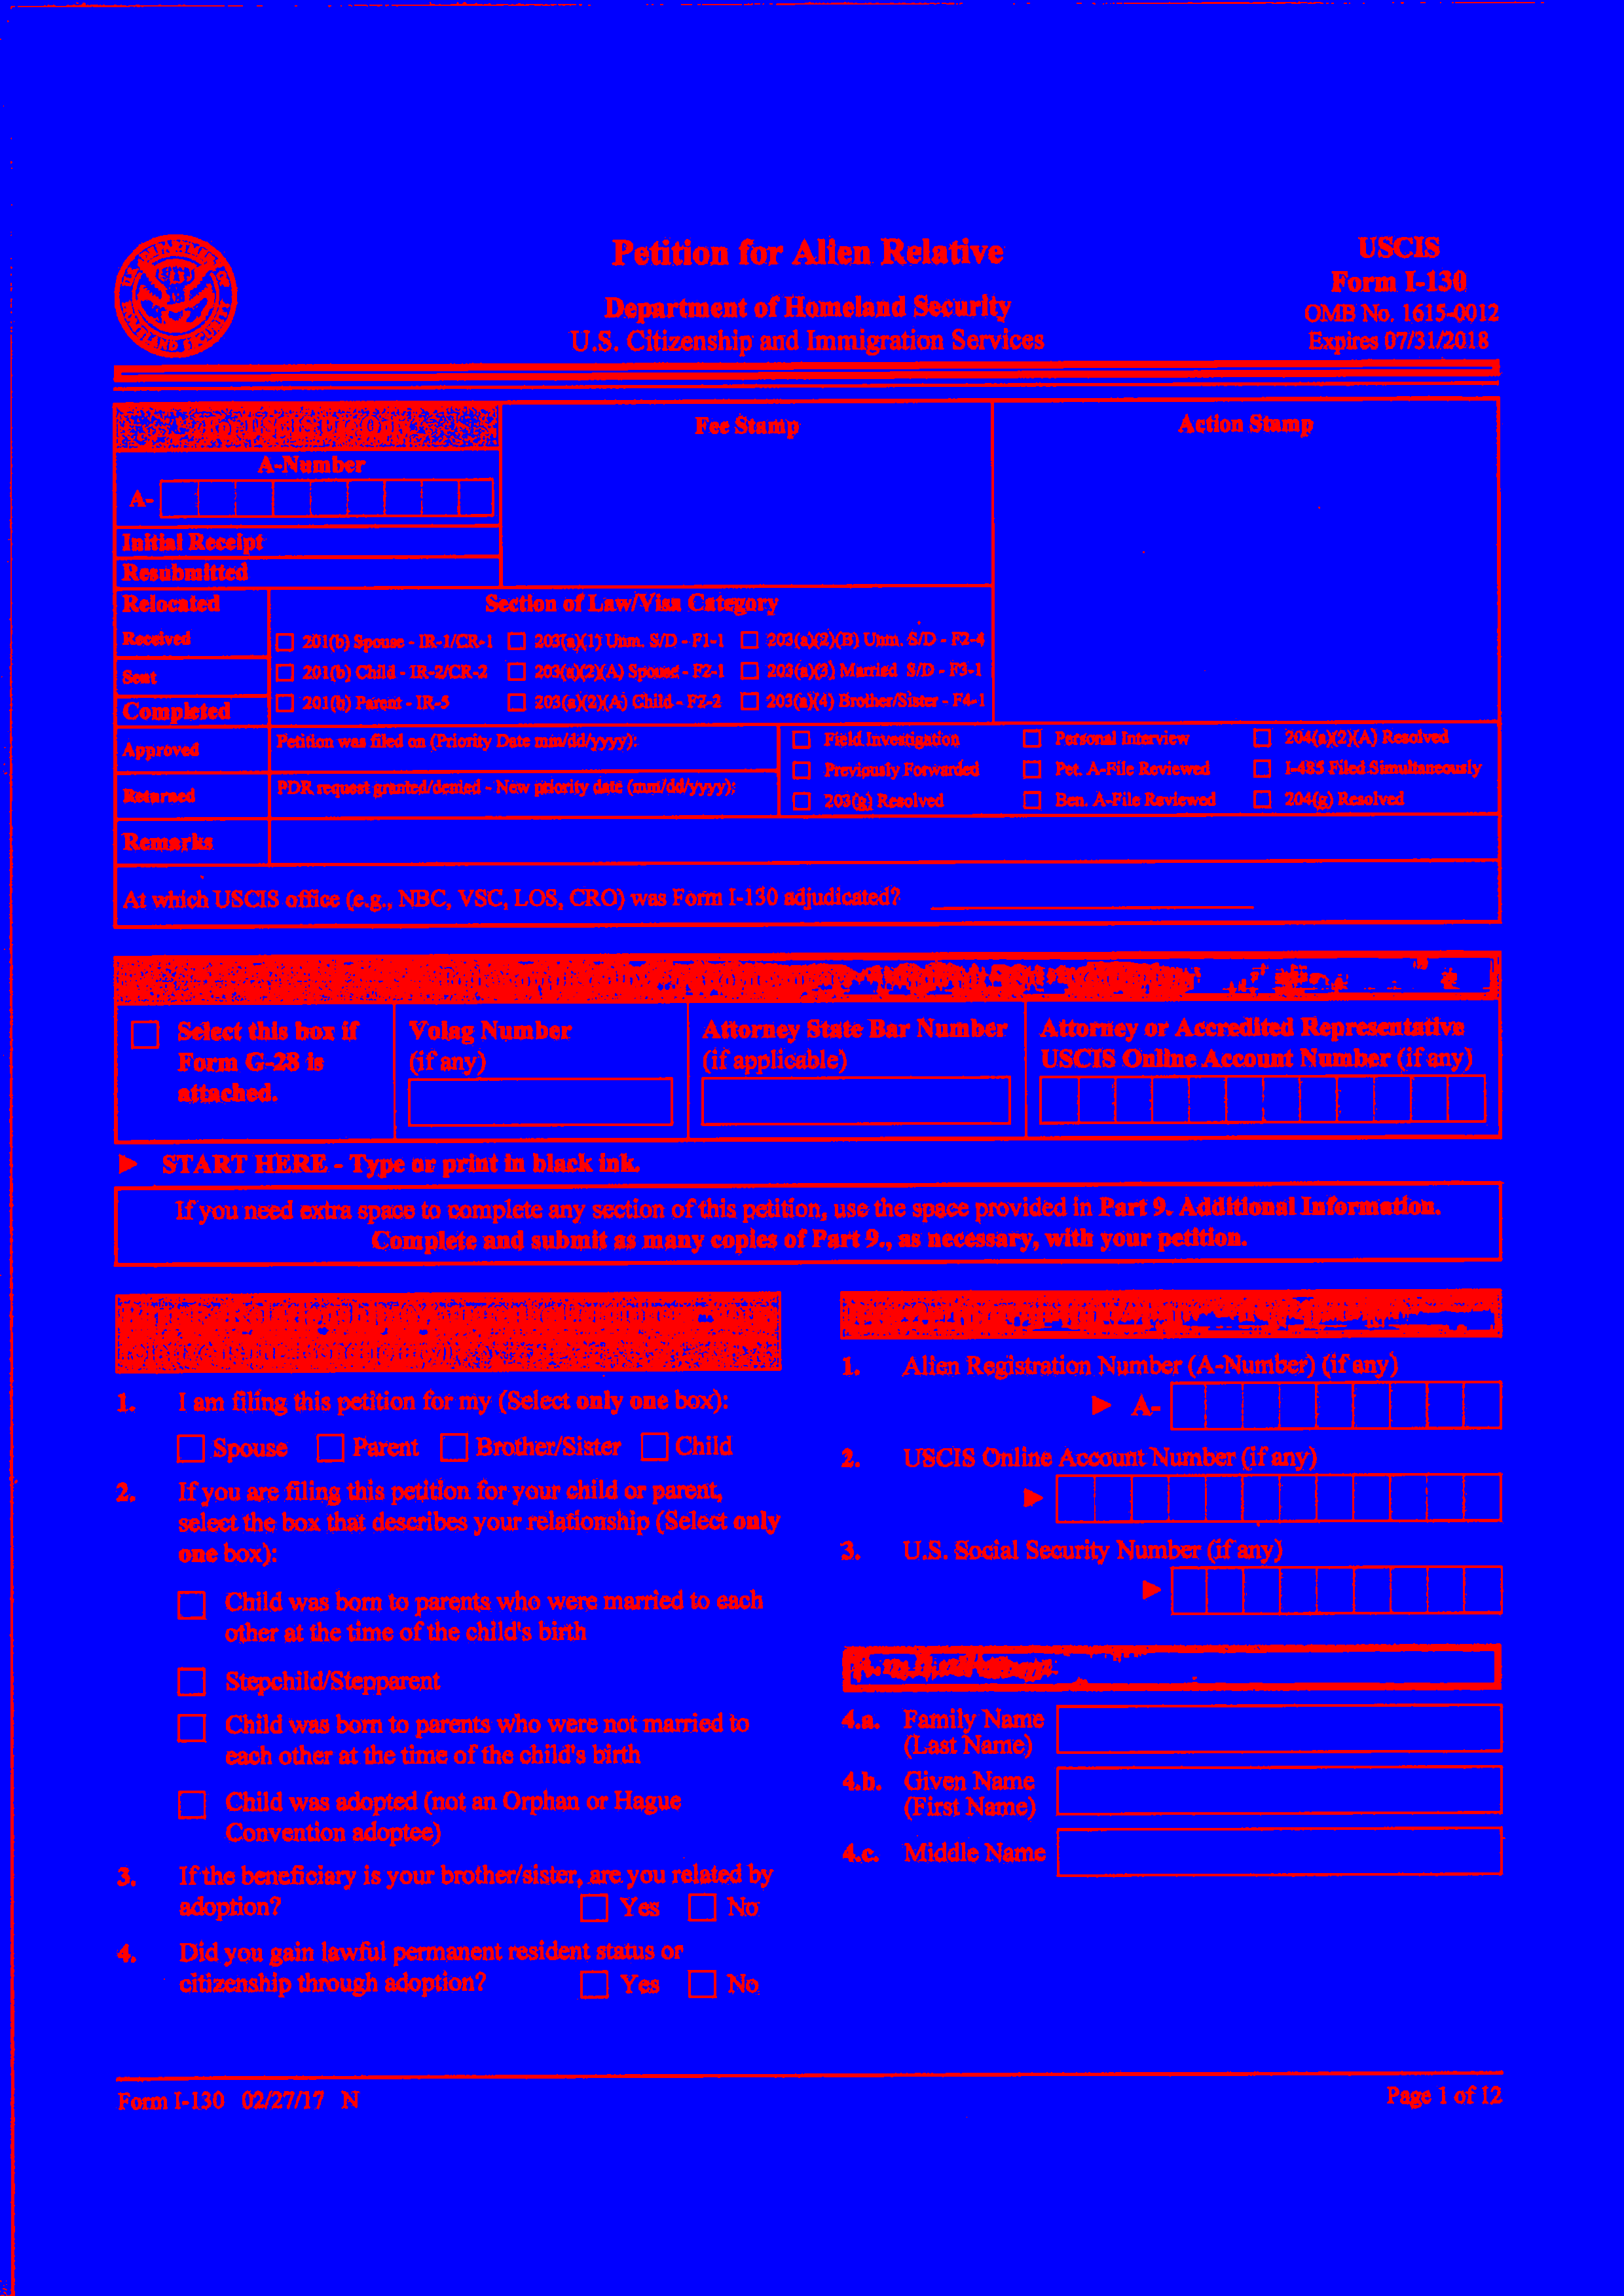 Petition for Alien Relative
Department of Homeland Security
U.S. Citizenship and Immigration Services
USCIS
Form I-130
OMB No. 1615-0012
Expires 07/31/2018
For USCIS Use Only
Fee Stamp
Action Stamp
A-Number
A-
Initial Receipt
Resubmitted
Relocated
Received
Sent
Completed
Approved
Returned
Remarks
Section of Law/Visa Category
201(b) Spouse - IR-1/CR-1
203(a)(1) Unm. S/D - F1-1
203(a)(2)(B) Unm. S/D - F2-4
201(b) Child - IR-2/CR-2
203(a)(2)(A) Spouse - F2-1
203(a)(3) Married S/D - F3-1
201(b) Parent - IR-5
203(a)(2)(A) Child - F2-2
203(a)(4) Brother/Sister - F4-1
Petition was filed on (Priority Date mm/dd/yyyy):
PDR request granted/denied - New priority date (mm/dd/yyyy):
Field Investigation
Personal Interview
204(a)(2)(A) Resolved
Previously Forwarded
Pet. A-File Reviewed
I-485 Filed Simultaneously
203(g) Resolved
Ben. A-File Reviewed
204(g) Resolved
At which USCIS office (e.g., NBC, VSC, LOS, CRO) was Form I-130 adjudicated?
Select this box if
Form G-28 is
attached.
Volag Number
(if any)
Attorney State Bar Number
(if applicable)
Attorney or Accredited Representative
USCIS Online Account Number (if any)
► START HERE - Type or print in black ink.
If you need extra space to complete any section of this petition, use the space provided in Part 9. Additional Information.
Complete and submit as many copies of Part 9., as necessary, with your petition.
1. I am filing this petition for my (Select only one box):
Spouse Parent Brother/Sister Child
2. If you are filing this petition for your child or parent,
select the box that describes your relationship (Select only
one box):
Child was born to parents who were married to each
other at the time of the child's birth
Stepchild/Stepparent
Child was born to parents who were not married to
each other at the time of the child's birth
Child was adopted (not an Orphan or Hague
Convention adoptee)
3. If the beneficiary is your brother/sister, are you related by
adoption? Yes No
4. Did you gain lawful permanent resident status or
citizenship through adoption? Yes No
1. Alien Registration Number (A-Number) (if any)
► A-
2. USCIS Online Account Number (if any)
►
3. U.S. Social Security Number (if any)
►
4.a. Family Name
(Last Name)
4.b. Given Name
(First Name)
4.c. Middle Name
Form I-130 02/27/17 N
Page 1 of 12